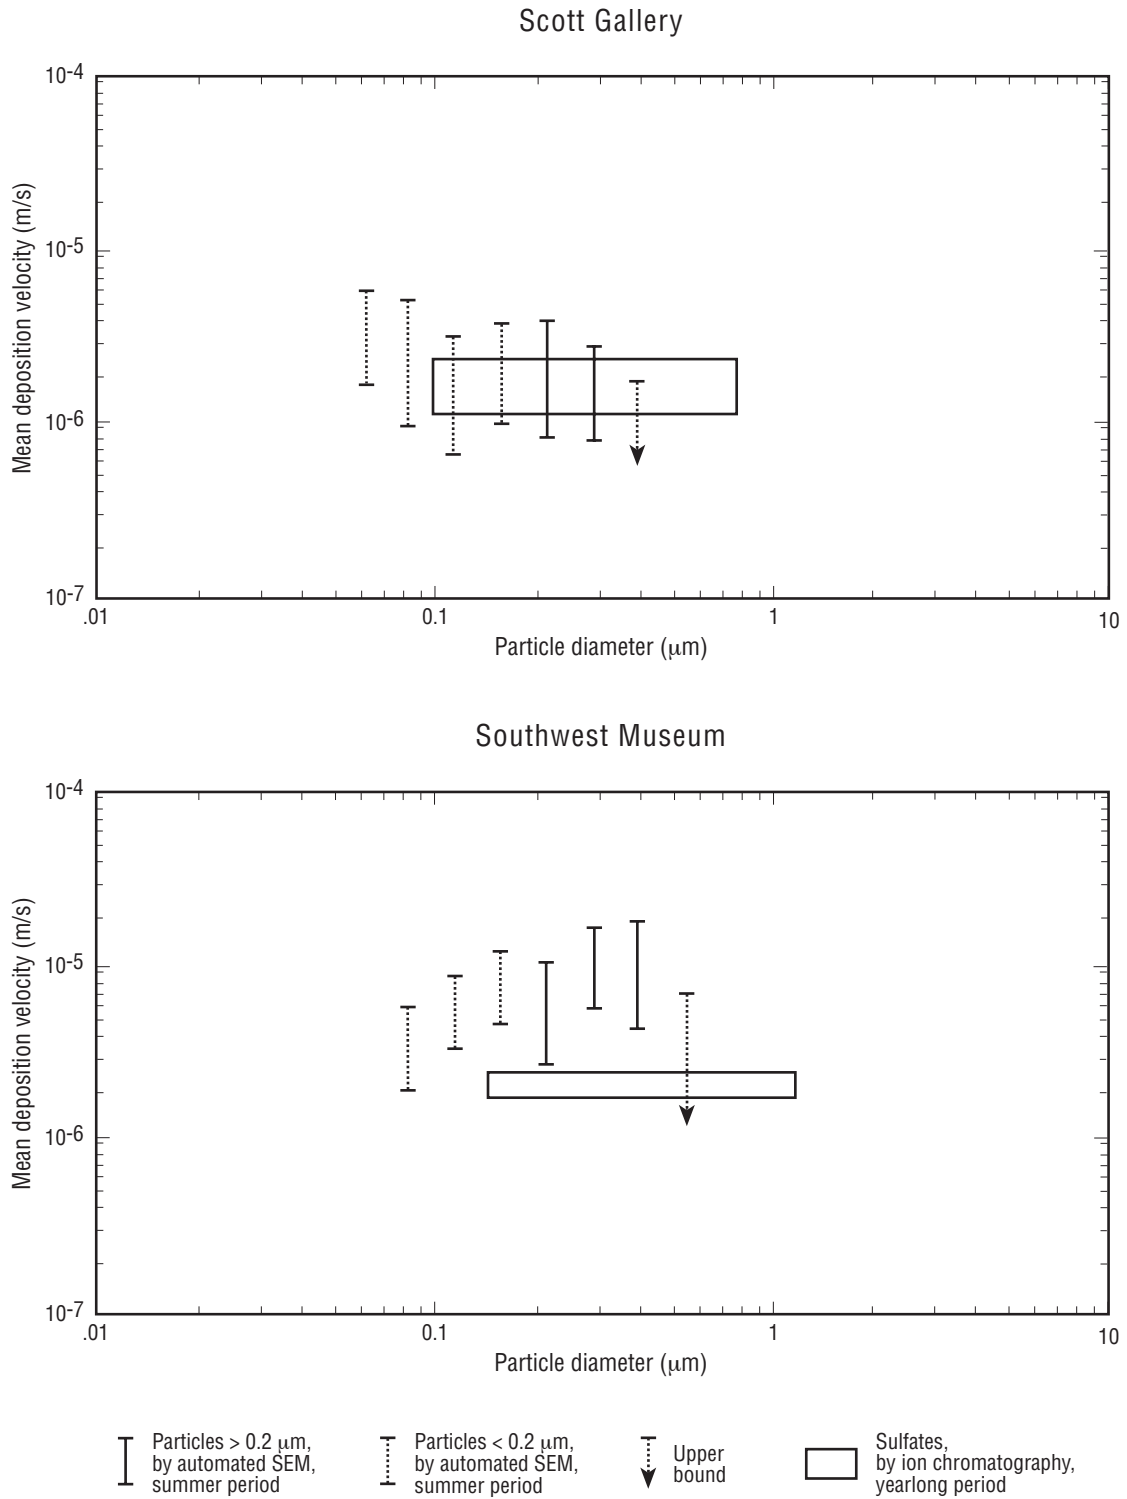 Scott Gallery
10-4
10-5
10-6
10-7
Mean deposition velocity (m/s)
.01 0.1 1 10
Particle diameter (μm)
Southwest Museum
10-4
10-5
10-6
10-7
Mean deposition velocity (m/s)
.01 0.1 1 10
Particle diameter (μm)
Particles > 0.2 μm,
by automated SEM,
summer period
Particles < 0.2 μm,
by automated SEM,
summer period
Upper
bound
Sulfates,
by ion chromatography,
yearlong period